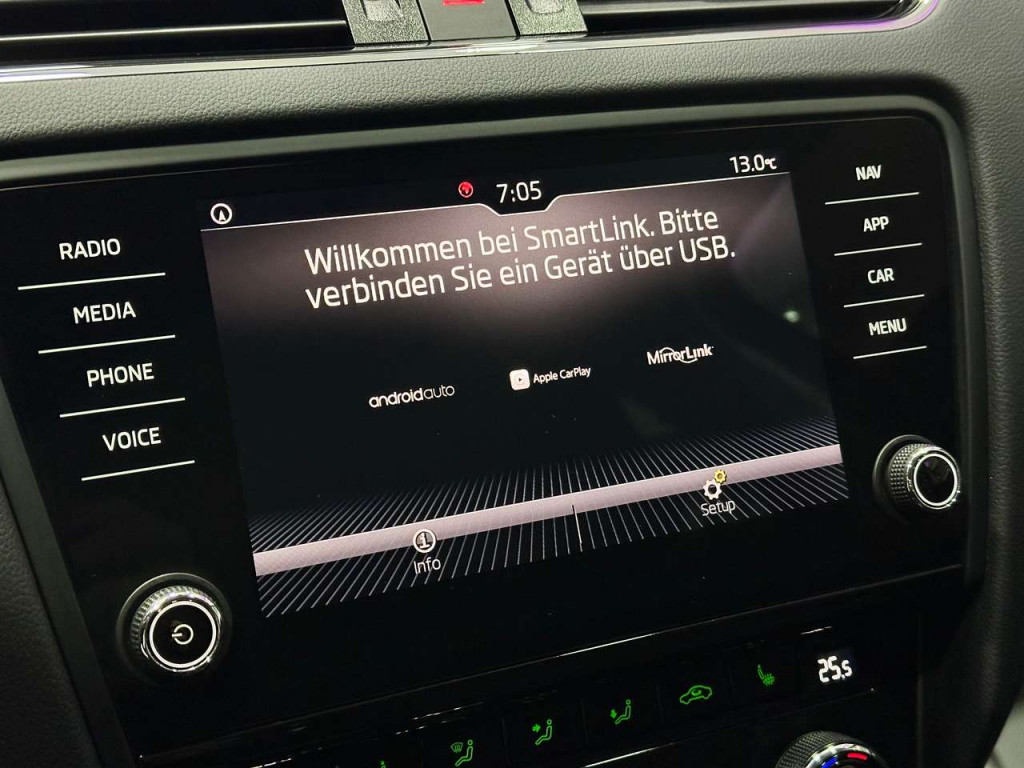 7:05
13.0°C
RADIO
MEDIA
PHONE
VOICE
Willkommen bei SmartLink. Bitte
verbinden Sie ein Gerät über USB.
androidauto
Apple CarPlay
MirrorLink
Info
Setup
NAV
APP
CAR
MENU
25.5